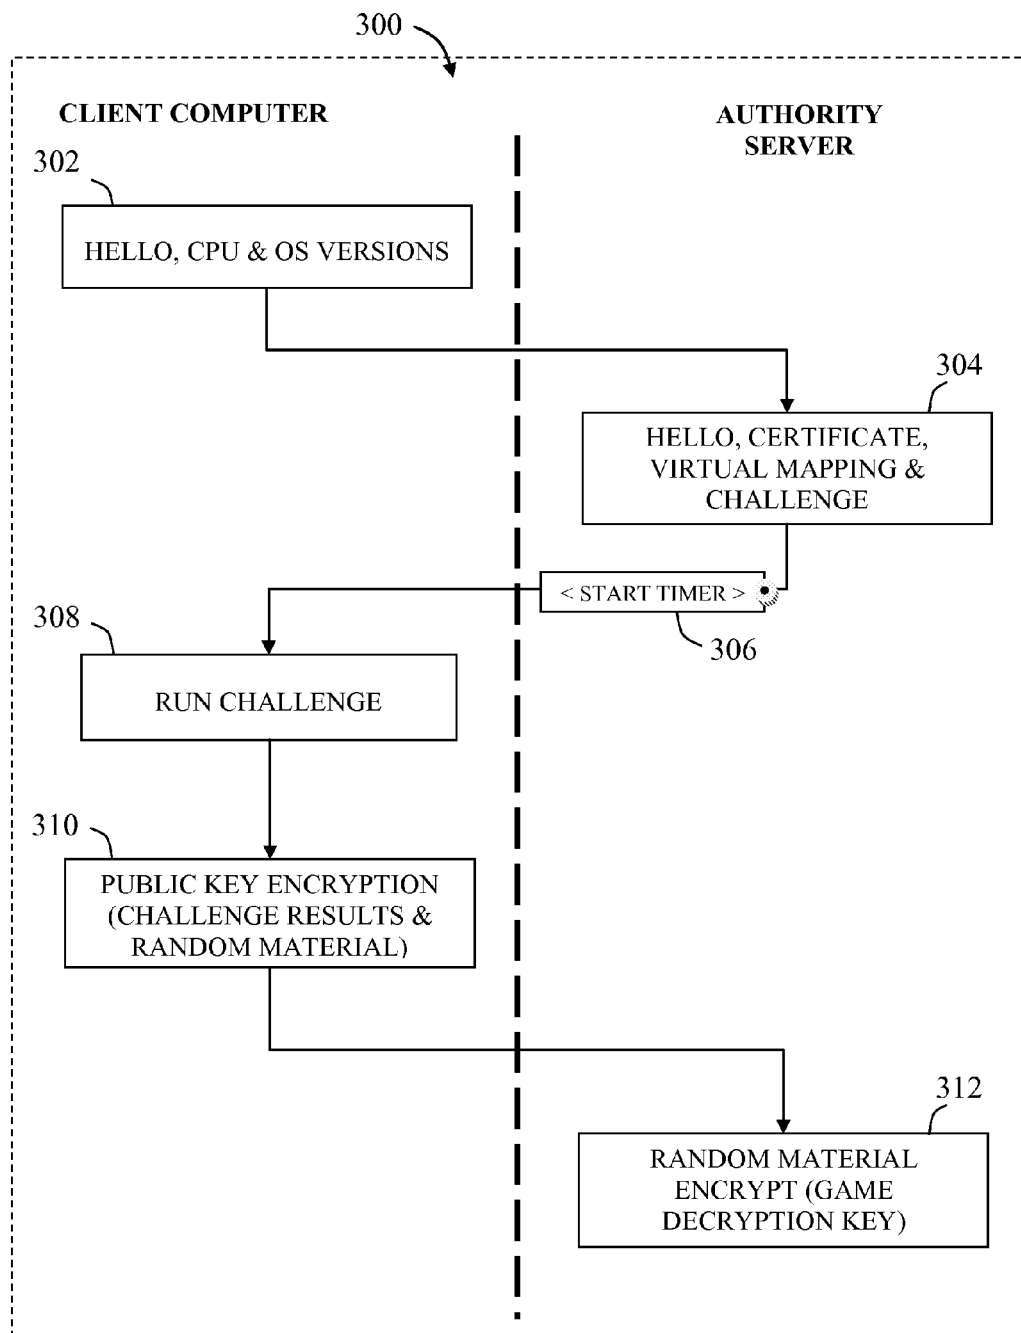 300
CLIENT COMPUTER
AUTHORITY
SERVER
302
HELLO, CPU & OS VERSIONS
304
HELLO, CERTIFICATE,
VIRTUAL MAPPING &
CHALLENGE
< START TIMER >
306
308
RUN CHALLENGE
310
PUBLIC KEY ENCRYPTION
(CHALLENGE RESULTS &
RANDOM MATERIAL)
312
RANDOM MATERIAL
ENCRYPT (GAME
DECRYPTION KEY)